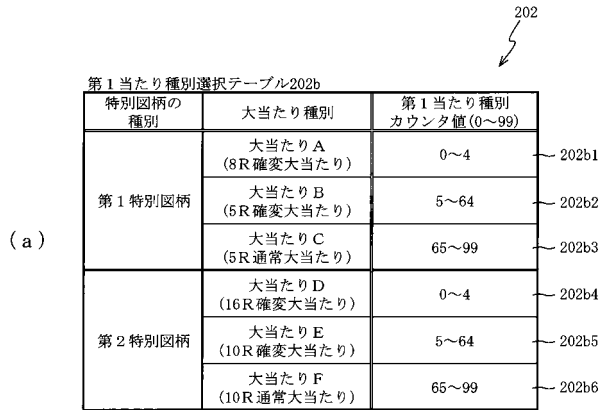 202
第１当たり種別選択テーブル202b
特別図柄の
種別
大当たり種別
第１当たり種別
カウンタ値(0～99)
(a)
第１特別図柄
大当たりA
(8R確変大当たり)
0～4
202b1
大当たりB
(5R確変大当たり)
5～64
202b2
大当たりC
(5R通常大当たり)
65～99
202b3
第２特別図柄
大当たりD
(16R確変大当たり)
0～4
202b4
大当たりE
(10R確変大当たり)
5～64
202b5
大当たりF
(10R通常大当たり)
65～99
202b6